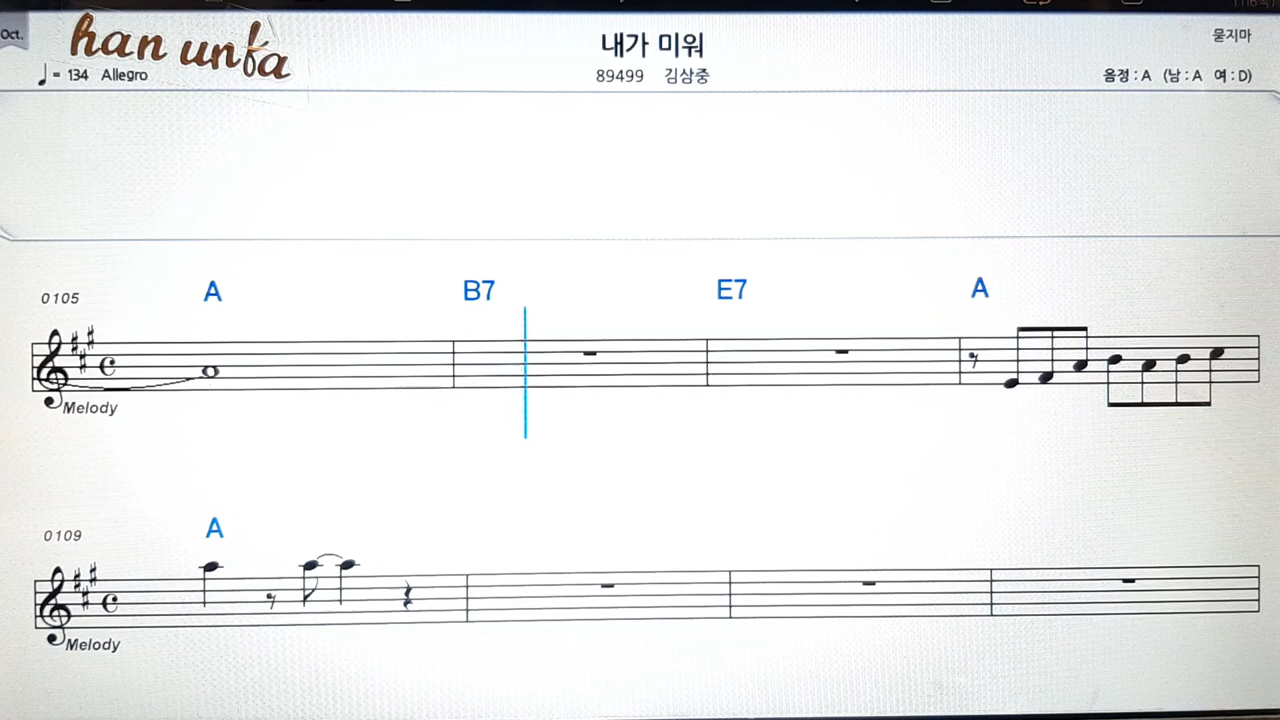 Oct.
han unfa
내가 미워
묻지마
♩= 134 Allegro
89499 김삼중
음정 : A (남 : A 여 : D)
0105 A B7 E7 A
Melody
0109 A
Melody